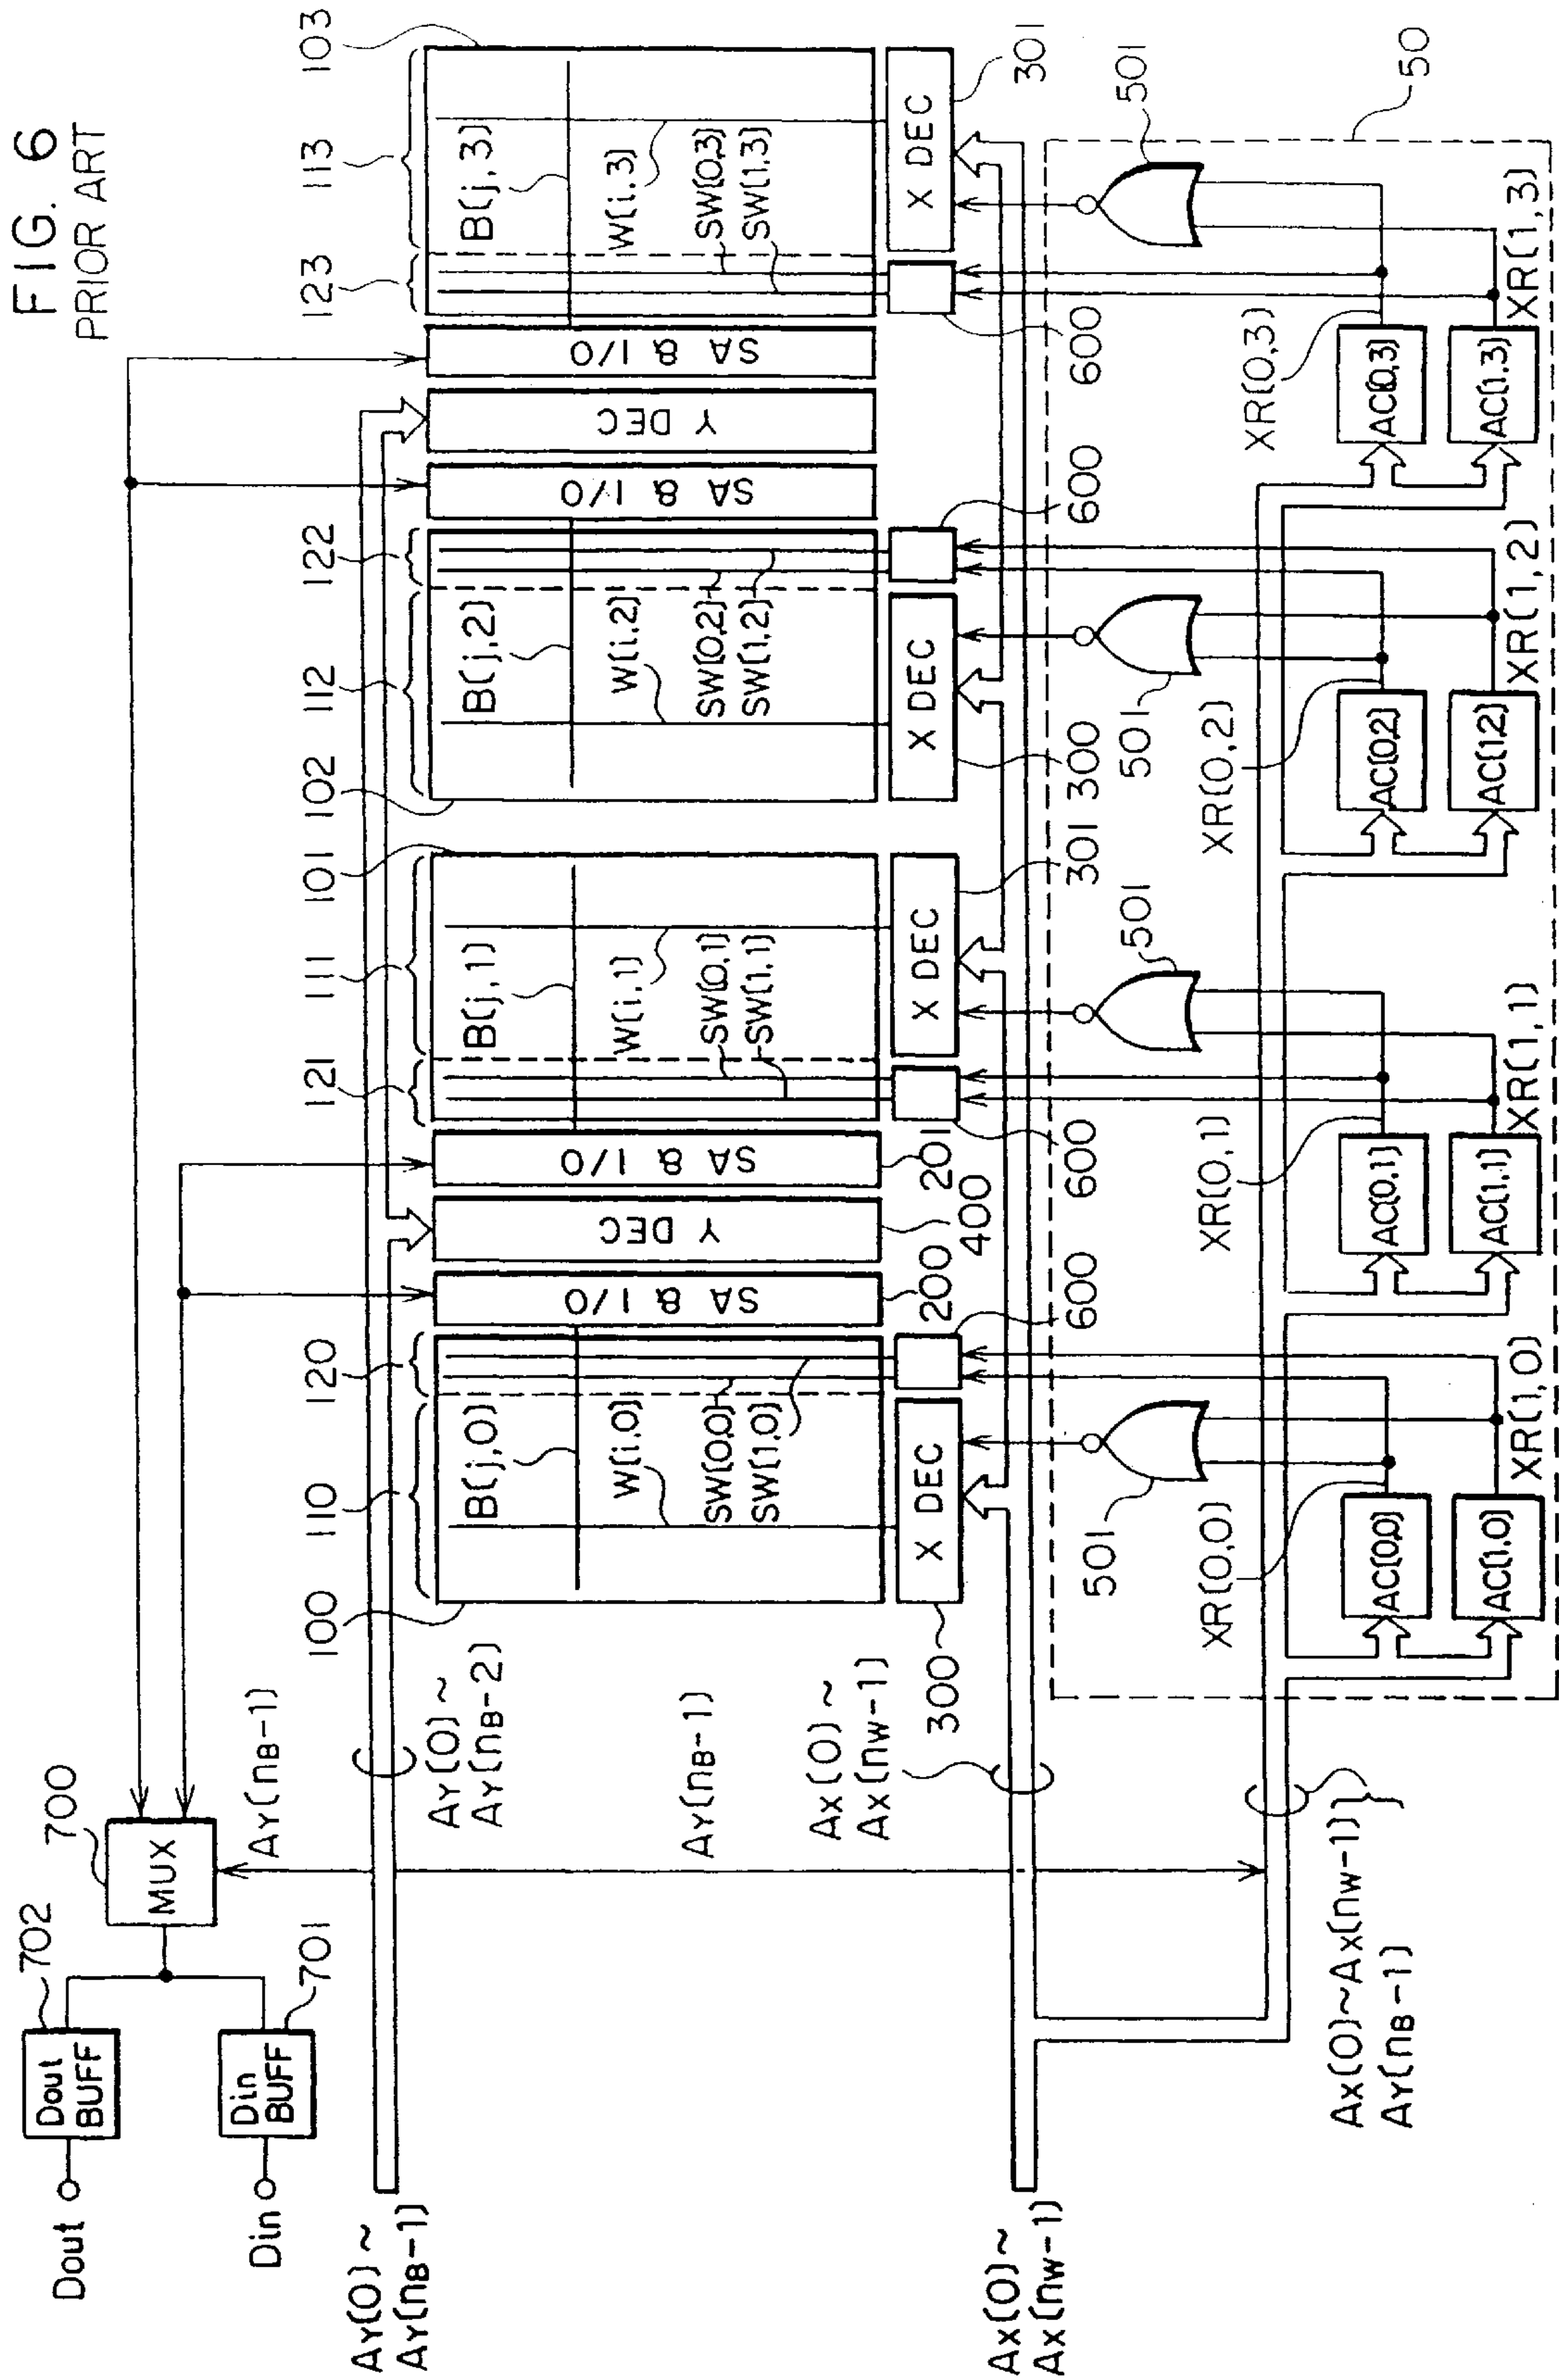 FIG. 6
PRIOR ART
Dout
Dout
BUFF
702
Din
Din
BUFF
701
MUX
700
AY(nB-1)
AY(0)~
AY(nB-1)
AY(0)~
AY(nB-2)
AY(nB-1)
AX(0)~
AX(nW-1)
AX(0)~
AX(nW-1)
AX(0)~AX(nW-1)
AY(nB-1)
100
110
120
101
111
121
102
112
122
103
113
123
B(j,0)
W(i,0)
SW(0,0)
SW(1,0)
SA & I/O
200
Y DEC
400
SA & I/O
201
B(j,1)
W(i,1)
SW(0,1)
SW(1,1)
B(j,2)
W(i,2)
SW(0,2)
SW(1,2)
SA & I/O
Y DEC
SA & I/O
B(j,3)
W(i,3)
SW(0,3)
SW(1,3)
X DEC
300
600
X DEC
301
600
X DEC
300
600
X DEC
301
600
50
501
501
501
501
XR(0,0)
AC(0,0)
AC(1,0)
XR(1,0)
XR(0,1)
AC(0,1)
AC(1,1)
XR(1,1)
XR(0,2)
AC(0,2)
AC(1,2)
XR(1,2)
XR(0,3)
AC(0,3)
AC(1,3)
XR(1,3)